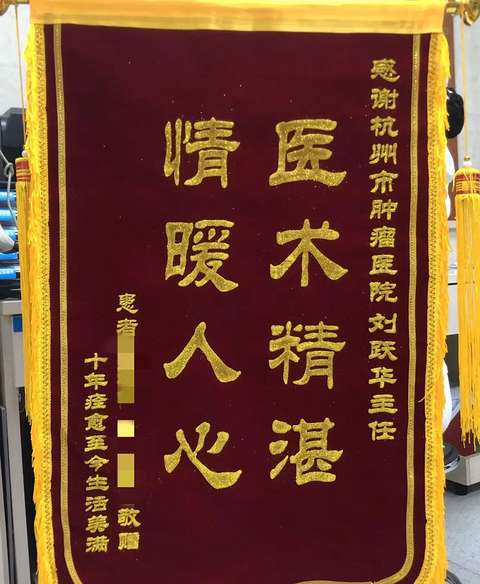 感谢杭州市肿瘤医院刘跃华主任
医术精湛
情暖人心
患者 敬赠
十年痊愈至今生活美满